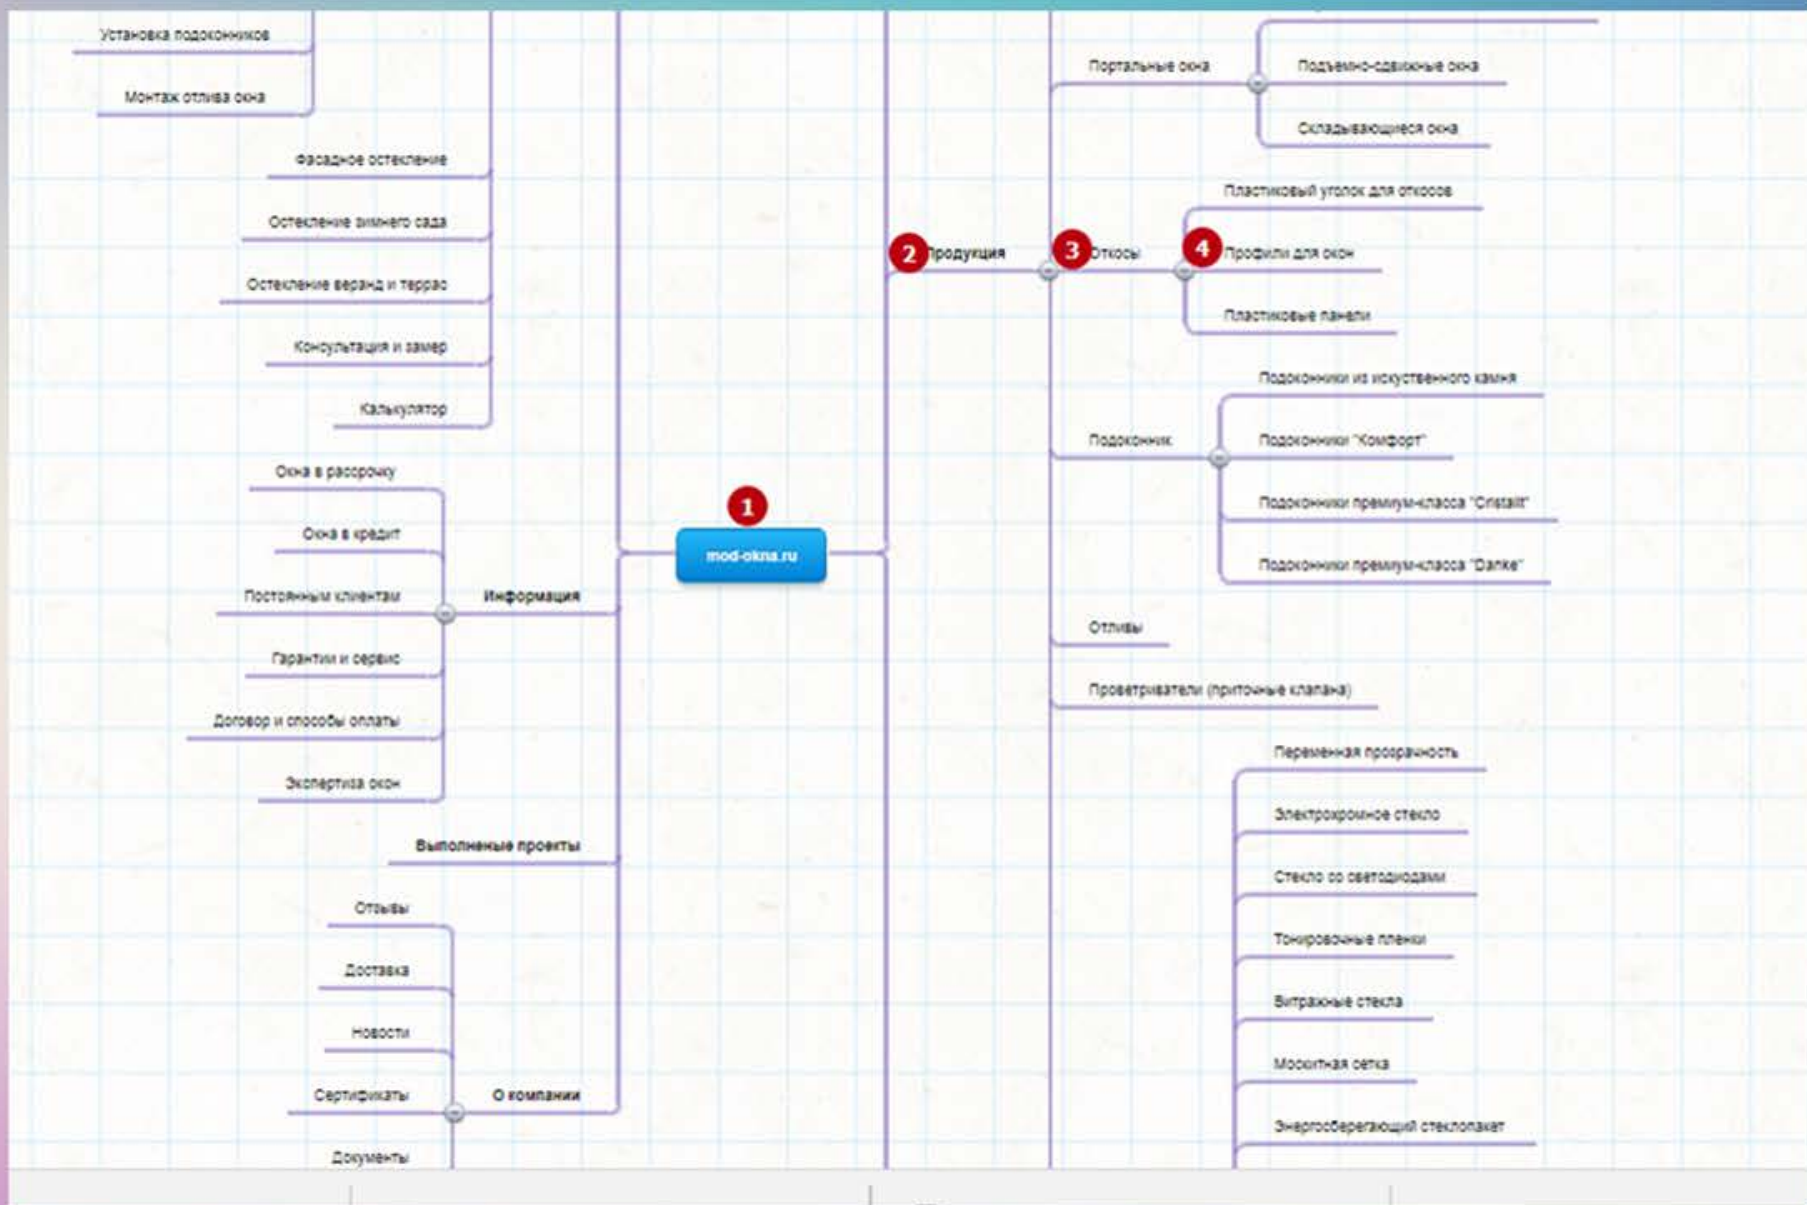 Установка подоконников
Монтаж отлива окна
Фасадное остекление
Остекление зимнего сада
Остекление веранд и террас
Консультация и замер
Калькулятор
Окна в рассрочку
Окна в кредит
Постоянным клиентам
Гарантии и сервис
Договор и способы оплаты
Экспертиза окон
Информация
Выполненые проекты
Отзывы
Доставка
Новости
Сертификаты
Документы
О компании
1
mod-okna.ru
2
Продукция
Портальные окна
Подъемно-сдвижные окна
Складывающиеся окна
3
Откосы
Пластиковый уголок для откосов
4
Профили для окон
Пластиковые панели
Подоконник
Подоконники из искуственного камня
Подоконники "Комфорт"
Подоконники премиум-класса "Cristalit"
Подоконники премиум-класса "Danke"
Отливы
Проветриватели (приточные клапана)
Переменная прозрачность
Электрохромное стекло
Стекло со светодиодами
Тонировочные пленки
Витражные стекла
Москитная сетка
Энергосберегающий стеклопакет